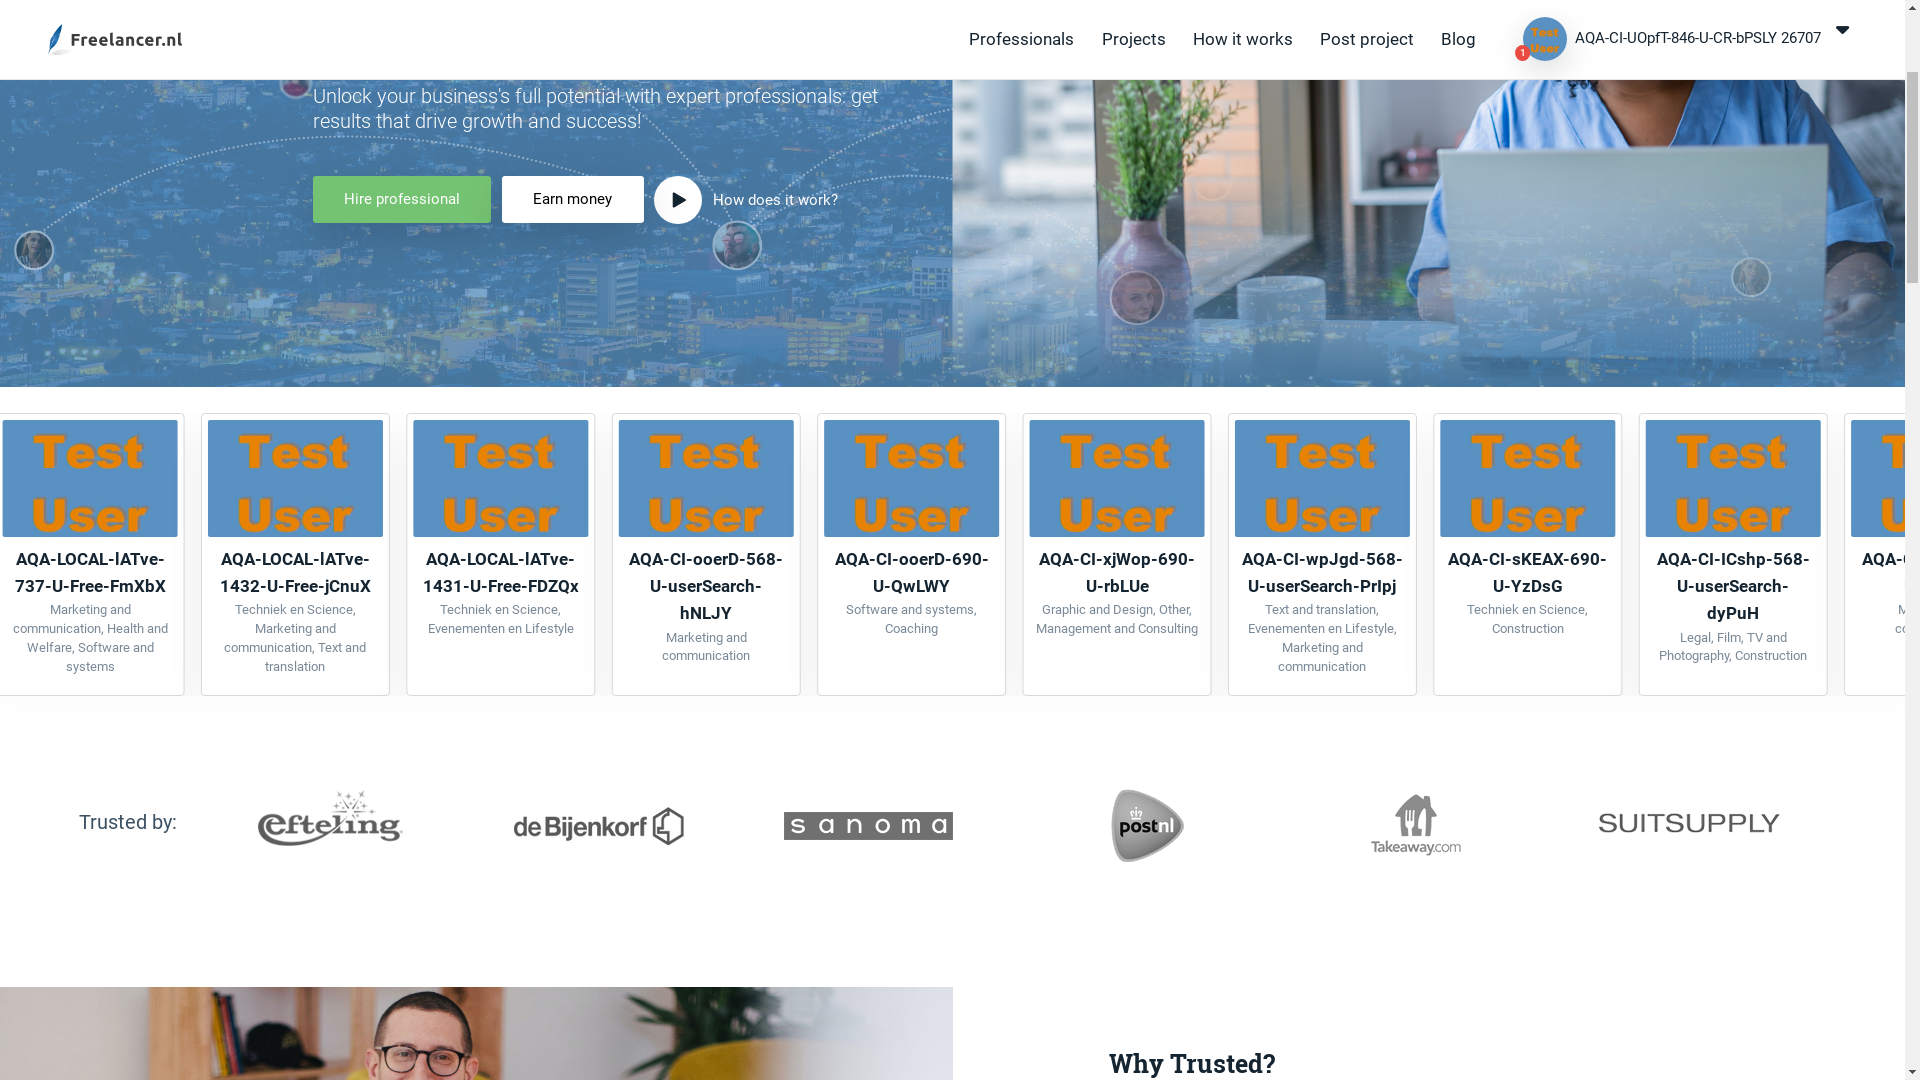 Freelancer.nl
Professionals
Projects
How it works
Post project
Blog
Test
User
1
AQA-CI-UOpfT-846-U-CR-bPSLY 26707
Unlock your business's full potential with expert professionals: get
results that drive growth and success!
Hire professional
Earn money
How does it work?
Test
User
AQA-LOCAL-lATve-
737-U-Free-FmXbX
Marketing and
communication, Health and
Welfare, Software and
systems
Test
User
AQA-LOCAL-lATve-
1432-U-Free-jCnuX
Techniek en Science,
Marketing and
communication, Text and
translation
Test
User
AQA-LOCAL-lATve-
1431-U-Free-FDZQx
Techniek en Science,
Evenementen en Lifestyle
Test
User
AQA-CI-ooerD-568-
U-userSearch-
hNLJY
Marketing and
communication
Test
User
AQA-CI-ooerD-690-
U-QwLWY
Software and systems,
Coaching
Test
User
AQA-CI-xjWop-690-
U-rbLUe
Graphic and Design, Other,
Management and Consulting
Test
User
AQA-CI-wpJgd-568-
U-userSearch-PrIpj
Text and translation,
Evenementen en Lifestyle,
Marketing and
communication
Test
User
AQA-CI-sKEAX-690-
U-YzDsG
Techniek en Science,
Construction
Test
User
AQA-CI-ICshp-568-
U-userSearch-
dyPuH
Legal, Film, TV and
Photography, Construction
Trusted by:
efteling
de Bijenkorf
sanoma
postnl
Takeaway.com
SUITSUPPLY
Why Trusted?